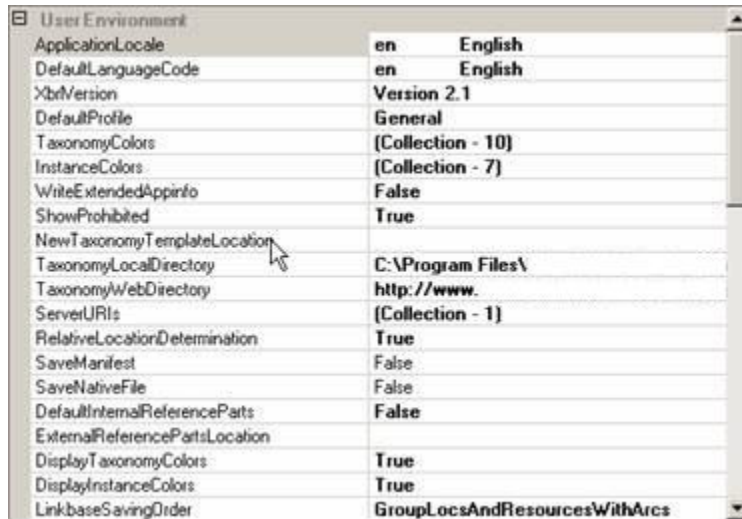 UserEnvironment
ApplicationLocale en English
DefaultLanguageCode en English
XbrlVersion Version 2.1
DefaultProfile General
TaxonomyColors (Collection - 10)
InstanceColors (Collection - 7)
WriteExtendedAppinfo False
ShowProhibited True
NewTaxonomyTemplateLocation
TaxonomyLocalDirectory C:\Program Files\
TaxonomyWebDirectory http://www.
ServerURIs (Collection - 1)
RelativeLocationDetermination True
SaveManifest False
SaveNativeFile False
DefaultInternalReferenceParts False
ExternalReferencePartsLocation
DisplayTaxonomyColors True
DisplayInstanceColors True
LinkbaseSavingOrder GroupLocsAndResourcesWithArcs